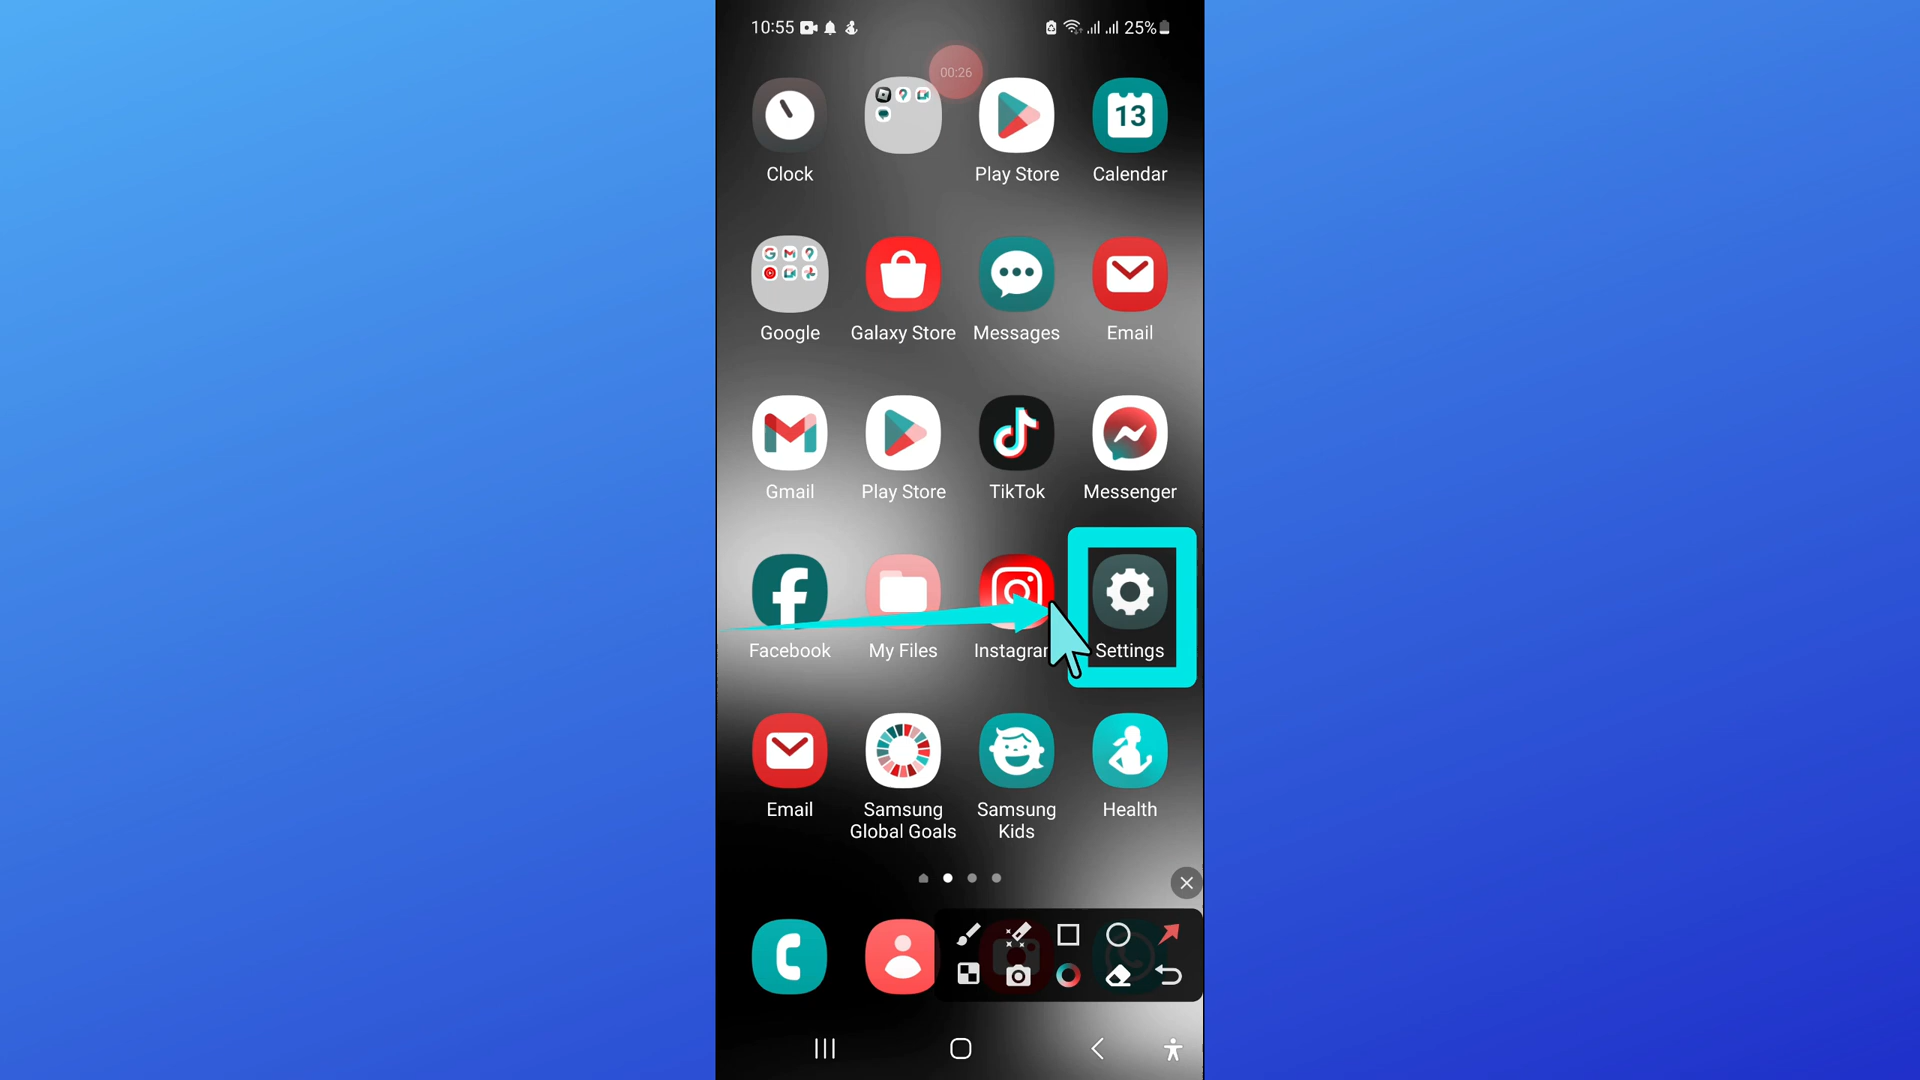 10:55
25%
00:26
13
Clock
Play Store
Calendar
Google
Galaxy Store
Messages
Email
Gmail
Play Store
TikTok
Messenger
Facebook
My Files
Instagram
Settings
Email
Samsung
Global Goals
Samsung
Kids
Health